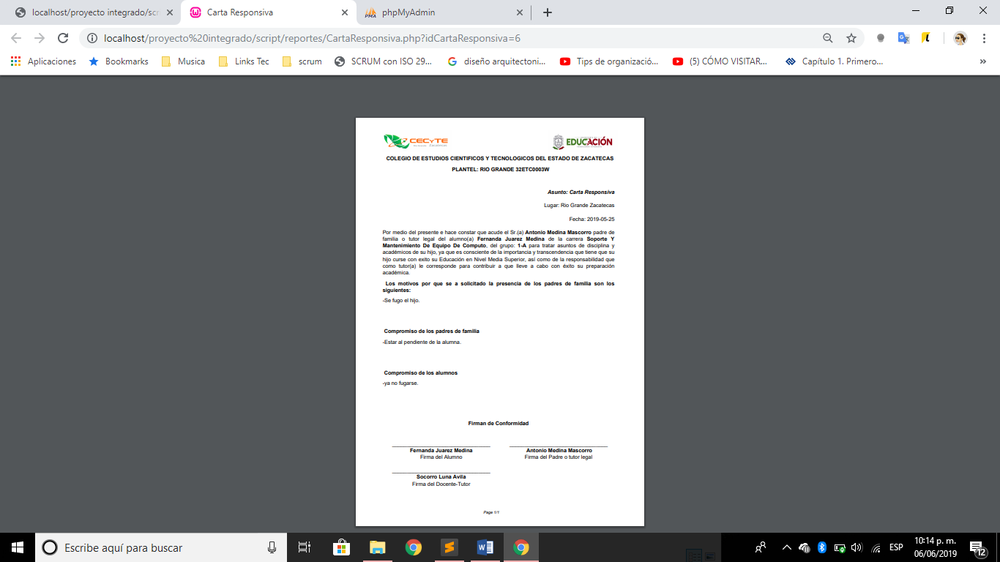 localhost/proyecto integrado/scri
Carta Responsiva
phpMyAdmin
localhost/proyecto%20integrado/script/reportes/CartaResponsiva.php?idCartaResponsiva=6
Aplicaciones
Bookmarks
Musica
Links Tec
scrum
SCRUM con ISO 29...
diseño arquitectoni...
Tips de organizació...
(5) CÓMO VISITAR...
Capítulo 1. Primero...
»
CECyTE
Zacatecas
EDUCACIÓN
COLEGIO DE ESTUDIOS CIENTIFICOS Y TECNOLOGICOS DEL ESTADO DE ZACATECAS
PLANTEL: RIO GRANDE 32ETC0003W
Asunto: Carta Responsiva
Lugar: Rio Grande Zacatecas
Fecha: 2019-05-25
Por medio del presente e hace constar que acude el Sr.(a) Antonio Medina Mascorro padre de
familia o tutor legal del alumno(a) Fernanda Juarez Medina de la carrera Soporte Y
Mantenimiento De Equipo De Computo, del grupo: 1-A para tratar asuntos de disciplina y
académicos de su hijo, ya que es consciente de la importancia y transcendencia que tiene que su
hijo curse con exito su Educación en Nivel Media Superior, así como de la responsabilidad que
como tutor(a) le corresponde para contribuir a que lleve a cabo con éxito su preparación
académica.
Los motivos por que se a solicitado la presencia de los padres de familia son los
siguientes:
-Se fugo el hijo.
Compromiso de los padres de familia
-Estar al pendiente de la alumna.
Compromiso de los alumnos
-ya no fugarse.
Firman de Conformidad
Fernanda Juarez Medina
Firma del Alumno
Antonio Medina Mascorro
Firma del Padre o tutor legal
Socorro Luna Avila
Firma del Docente-Tutor
Page 1/1
Escribe aquí para buscar
ESP
10:14 p. m.
06/06/2019
12